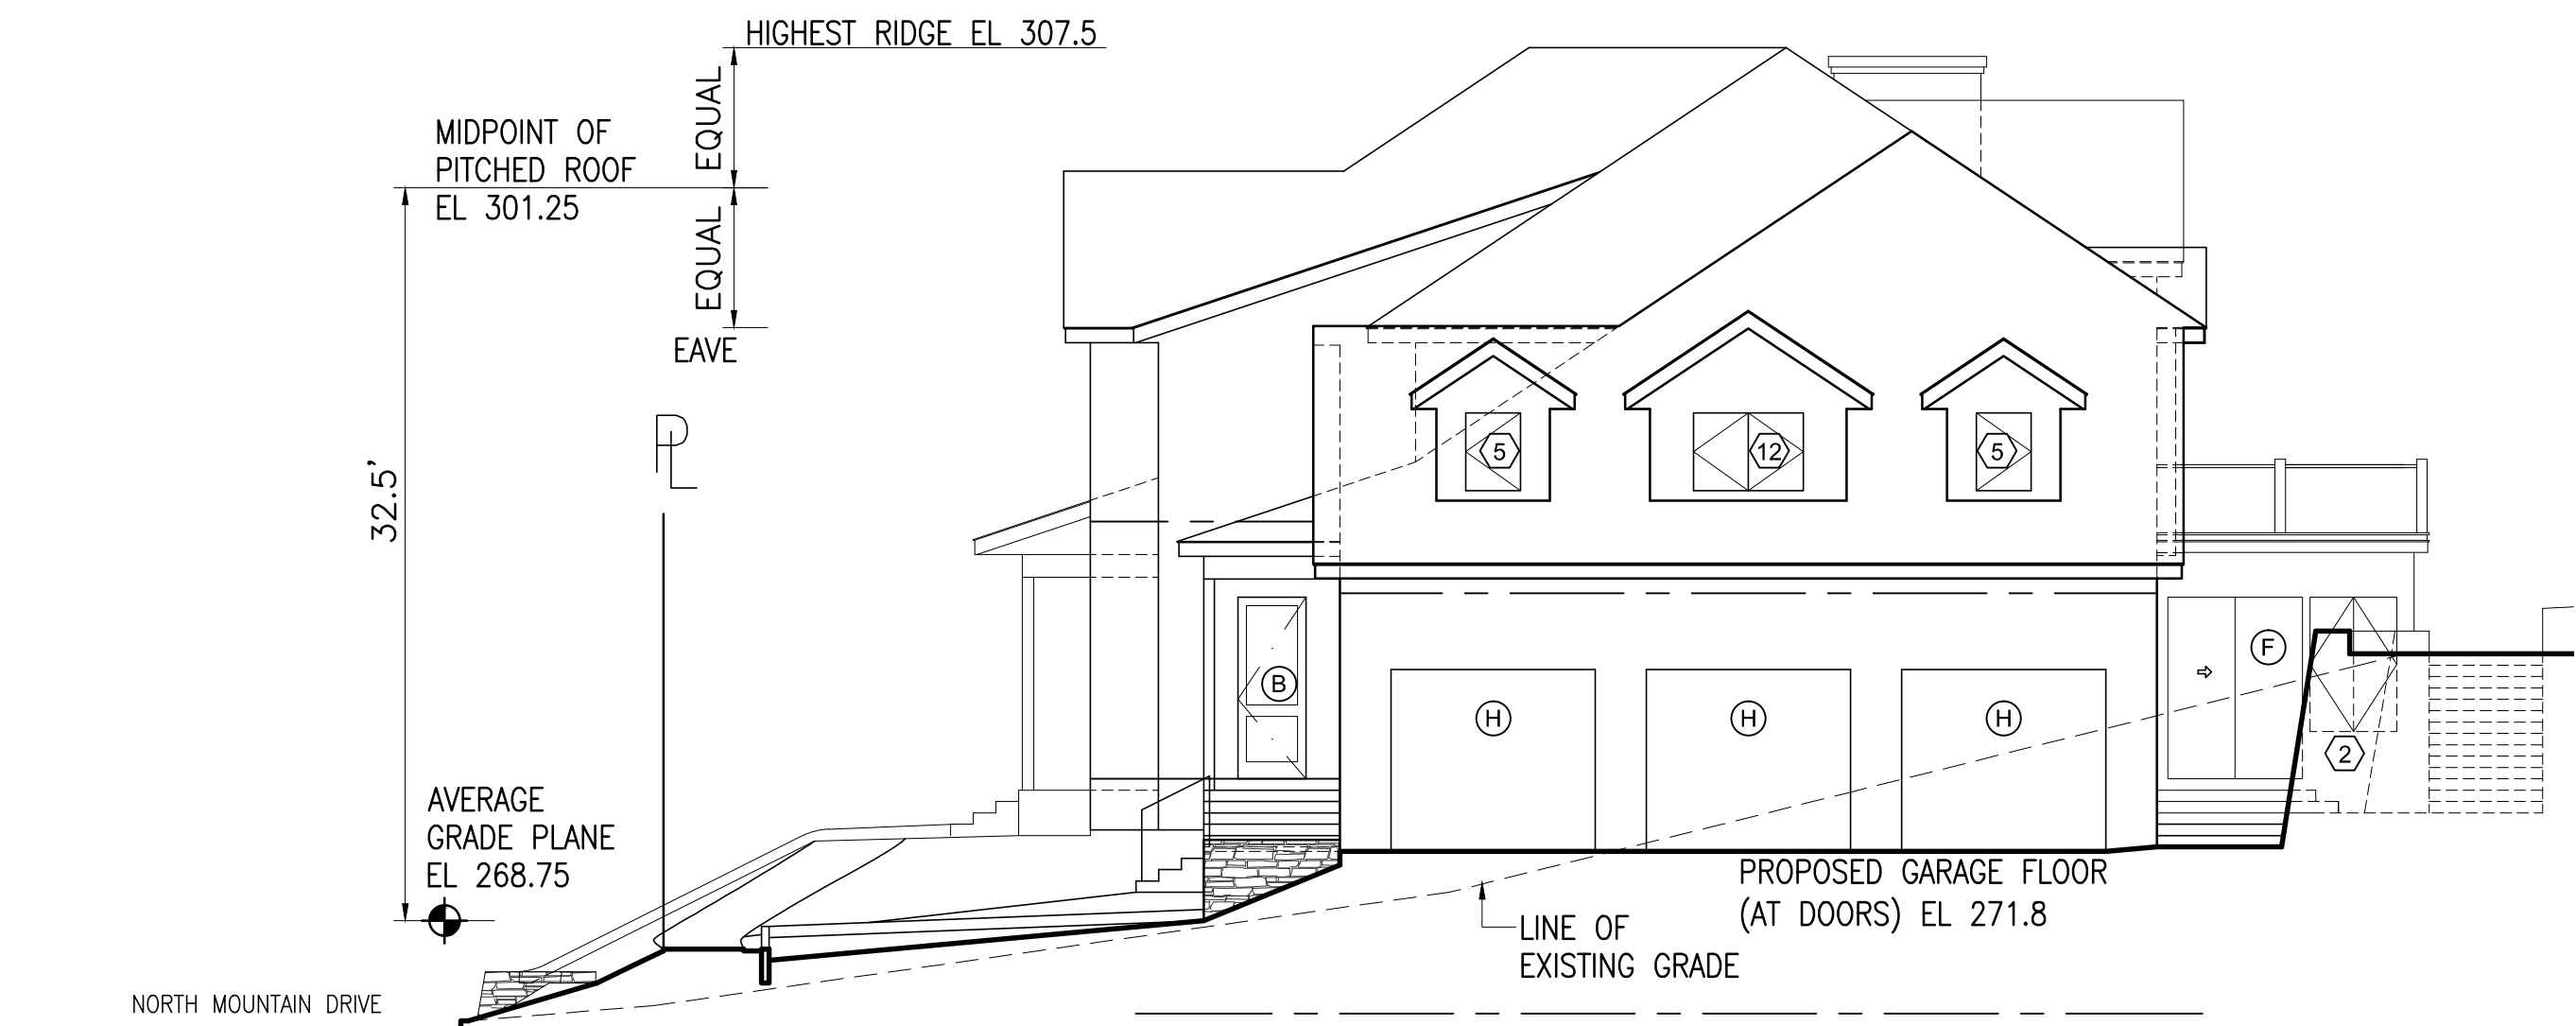 HIGHEST RIDGE EL 307.5
EQUAL
MIDPOINT OF
PITCHED ROOF
EL 301.25
EQUAL
EAVE
PL
32.5'
5
12
5
B
H
H
H
F
2
AVERAGE
GRADE PLANE
EL 268.75
PROPOSED GARAGE FLOOR
(AT DOORS) EL 271.8
LINE OF
EXISTING GRADE
NORTH MOUNTAIN DRIVE